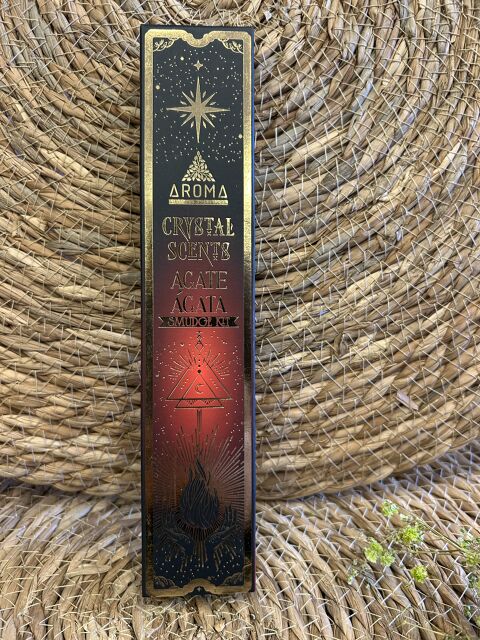 AROMA
CRYSTAL
SCENTS
AGATE
ÁGATA
SMUDGE KIT